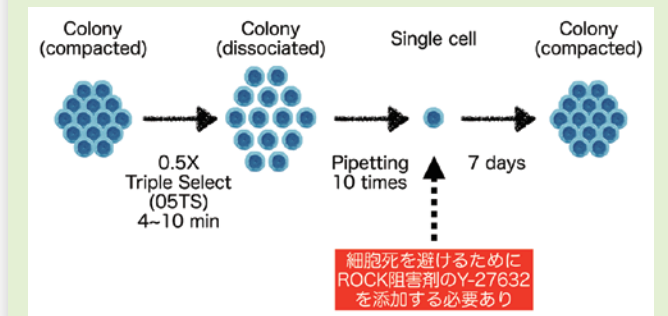 Colony
(compacted)
Colony
(dissociated)
Single cell
Colony
(compacted)
0.5X
Triple Select
(05TS)
4~10 min
Pipetting
10 times
7 days
細胞死を避けるために
ROCK阻害剤のY-27632
を添加する必要あり